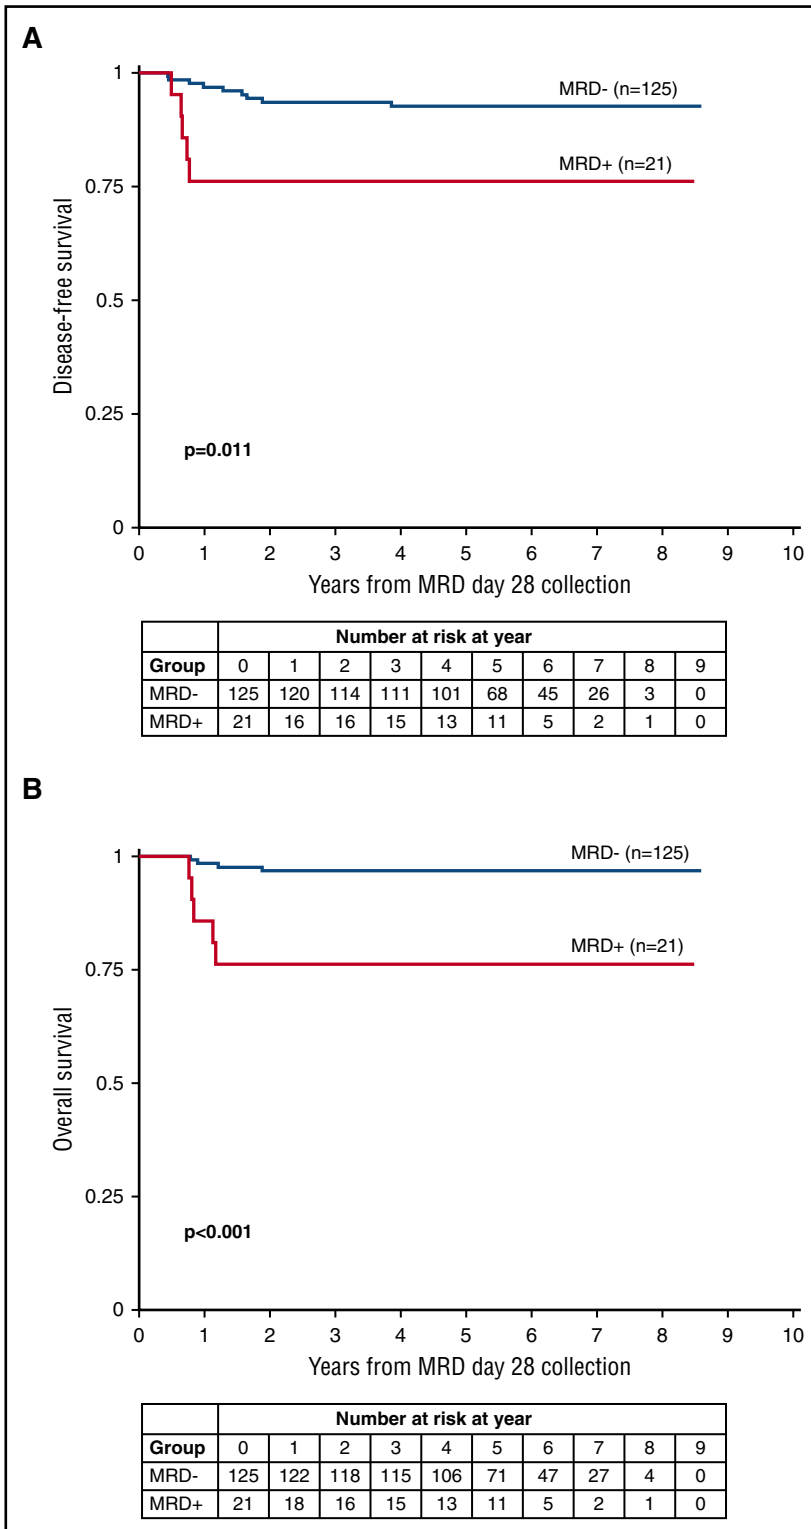 A
1
0.75
0.5
0.25
0
Disease-free survival
MRD- (n=125)
MRD+ (n=21)
p=0.011
0 1 2 3 4 5 6 7 8 9 10
Years from MRD day 28 collection
Number at risk at year
Group 0 1 2 3 4 5 6 7 8 9
MRD- 125 120 114 111 101 68 45 26 3 0
MRD+ 21 16 16 15 13 11 5 2 1 0
B
1
0.75
0.5
0.25
0
Overall survival
MRD- (n=125)
MRD+ (n=21)
p<0.001
0 1 2 3 4 5 6 7 8 9 10
Years from MRD day 28 collection
Number at risk at year
Group 0 1 2 3 4 5 6 7 8 9
MRD- 125 122 118 115 106 71 47 27 4 0
MRD+ 21 18 16 15 13 11 5 2 1 0